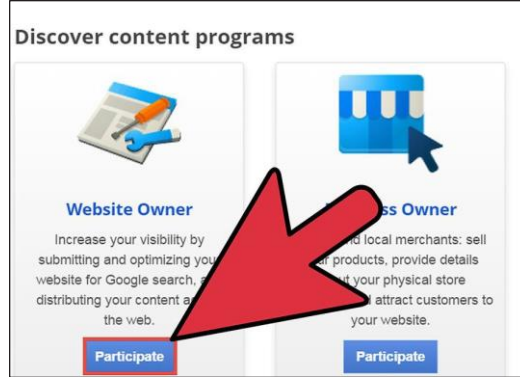 Discover content programs
Website Owner
Increase your visibility by
submitting and optimizing
website for Google search,
distributing your content
the web.
Participate
Owner
local merchants: sell
products, provide details
your physical store
attract customers to
your website.
Participate